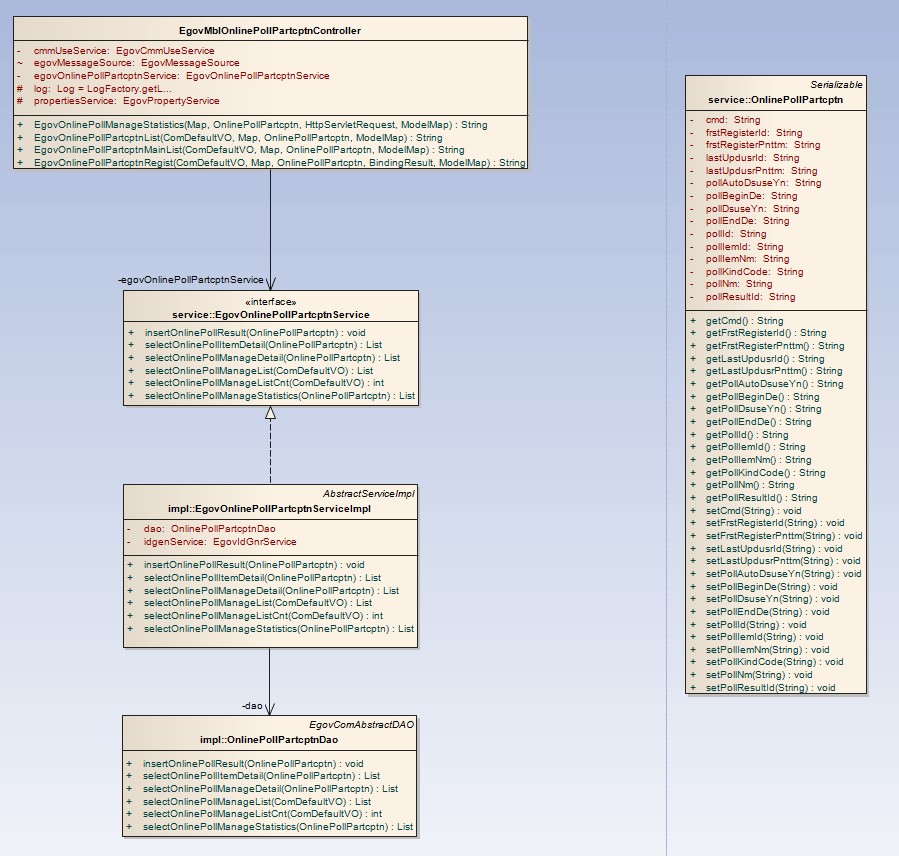 EgovMblOnlinePollPartcptnController
- cmmUseService: EgovCmmUseService
~ egovMessageSource: EgovMessageSource
- egovOnlinePollPartcptnService: EgovOnlinePollPartcptnService
# log: Log = LogFactory.getL...
# propertiesService: EgovPropertyService
+ EgovOnlinePollManageStatistics(Map, OnlinePollPartcptn, HttpServletRequest, ModelMap) : String
+ EgovOnlinePollPartcptnList(ComDefaultVO, Map, OnlinePollPartcptn, ModelMap) : String
+ EgovOnlinePollPartcptnMainList(ComDefaultVO, Map, OnlinePollPartcptn, ModelMap) : String
+ EgovOnlinePollPartcptnRegist(ComDefaultVO, Map, OnlinePollPartcptn, BindingResult, ModelMap) : String
-egovOnlinePollPartcptnService
«interface»
service::EgovOnlinePollPartcptnService
+ insertOnlinePollResult(OnlinePollPartcptn) : void
+ selectOnlinePollItemDetail(OnlinePollPartcptn) : List
+ selectOnlinePollManageDetail(OnlinePollPartcptn) : List
+ selectOnlinePollManageList(ComDefaultVO) : List
+ selectOnlinePollManageListCnt(ComDefaultVO) : int
+ selectOnlinePollManageStatistics(OnlinePollPartcptn) : List
AbstractServiceImpl
impl::EgovOnlinePollPartcptnServiceImpl
- dao: OnlinePollPartcptnDao
- idgenService: EgovIdGnrService
+ insertOnlinePollResult(OnlinePollPartcptn) : void
+ selectOnlinePollItemDetail(OnlinePollPartcptn) : List
+ selectOnlinePollManageDetail(OnlinePollPartcptn) : List
+ selectOnlinePollManageList(ComDefaultVO) : List
+ selectOnlinePollManageListCnt(ComDefaultVO) : int
+ selectOnlinePollManageStatistics(OnlinePollPartcptn) : List
-dao
EgovComAbstractDAO
impl::OnlinePollPartcptnDao
+ insertOnlinePollResult(OnlinePollPartcptn) : void
+ selectOnlinePollItemDetail(OnlinePollPartcptn) : List
+ selectOnlinePollManageDetail(OnlinePollPartcptn) : List
+ selectOnlinePollManageList(ComDefaultVO) : List
+ selectOnlinePollManageListCnt(ComDefaultVO) : int
+ selectOnlinePollManageStatistics(OnlinePollPartcptn) : List
Serializable
service::OnlinePollPartcptn
- cmd: String
- frstRegisterId: String
- frstRegisterPnttm: String
- lastUpdusrId: String
- lastUpdusrPnttm: String
- pollAutoDsuseYn: String
- pollBeginDe: String
- pollDsuseYn: String
- pollEndDe: String
- pollId: String
- pollIemId: String
- pollIemNm: String
- pollKindCode: String
- pollNm: String
- pollResultId: String
+ getCmd() : String
+ getFrstRegisterId() : String
+ getFrstRegisterPnttm() : String
+ getLastUpdusrId() : String
+ getLastUpdusrPnttm() : String
+ getPollAutoDsuseYn() : String
+ getPollBeginDe() : String
+ getPollDsuseYn() : String
+ getPollEndDe() : String
+ getPollId() : String
+ getPollIemId() : String
+ getPollIemNm() : String
+ getPollKindCode() : String
+ getPollNm() : String
+ getPollResultId() : String
+ setCmd(String) : void
+ setFrstRegisterId(String) : void
+ setFrstRegisterPnttm(String) : void
+ setLastUpdusrId(String) : void
+ setLastUpdusrPnttm(String) : void
+ setPollAutoDsuseYn(String) : void
+ setPollBeginDe(String) : void
+ setPollDsuseYn(String) : void
+ setPollEndDe(String) : void
+ setPollId(String) : void
+ setPollIemId(String) : void
+ setPollIemNm(String) : void
+ setPollKindCode(String) : void
+ setPollNm(String) : void
+ setPollResultId(String) : void